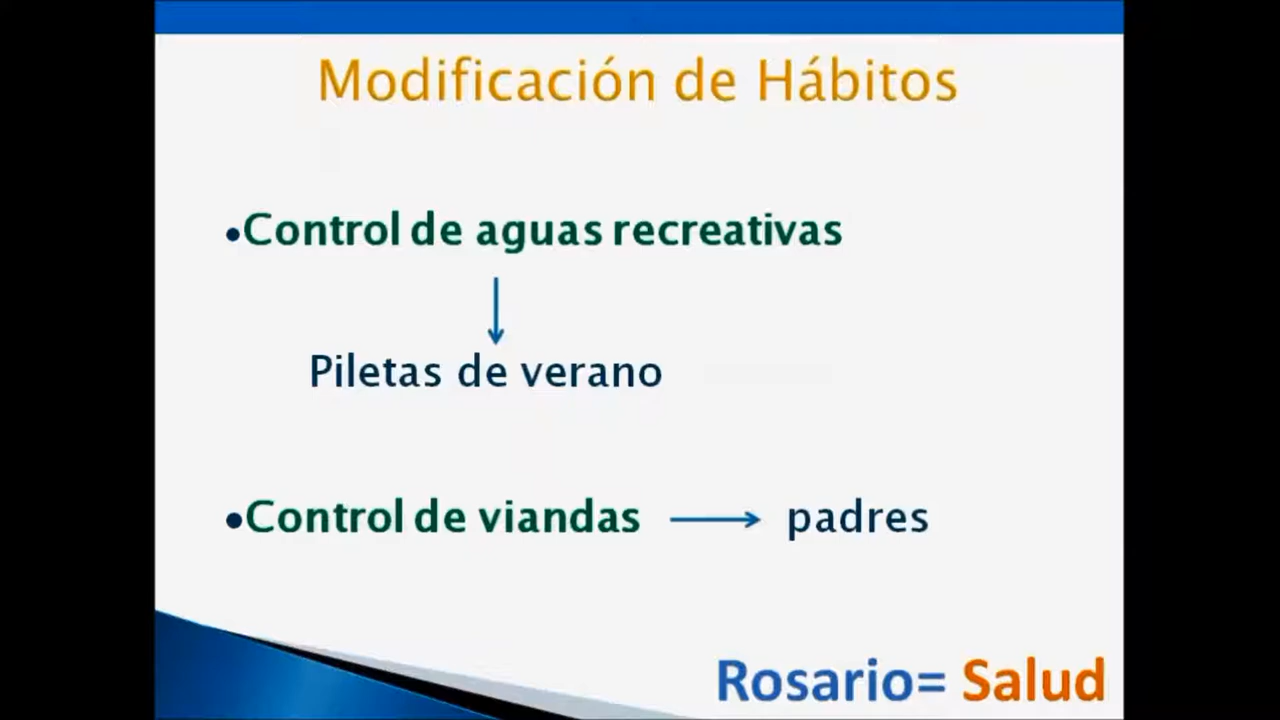 Modificación de Hábitos
•Control de aguas recreativas
Piletas de verano
•Control de viandas → padres
Rosario= Salud